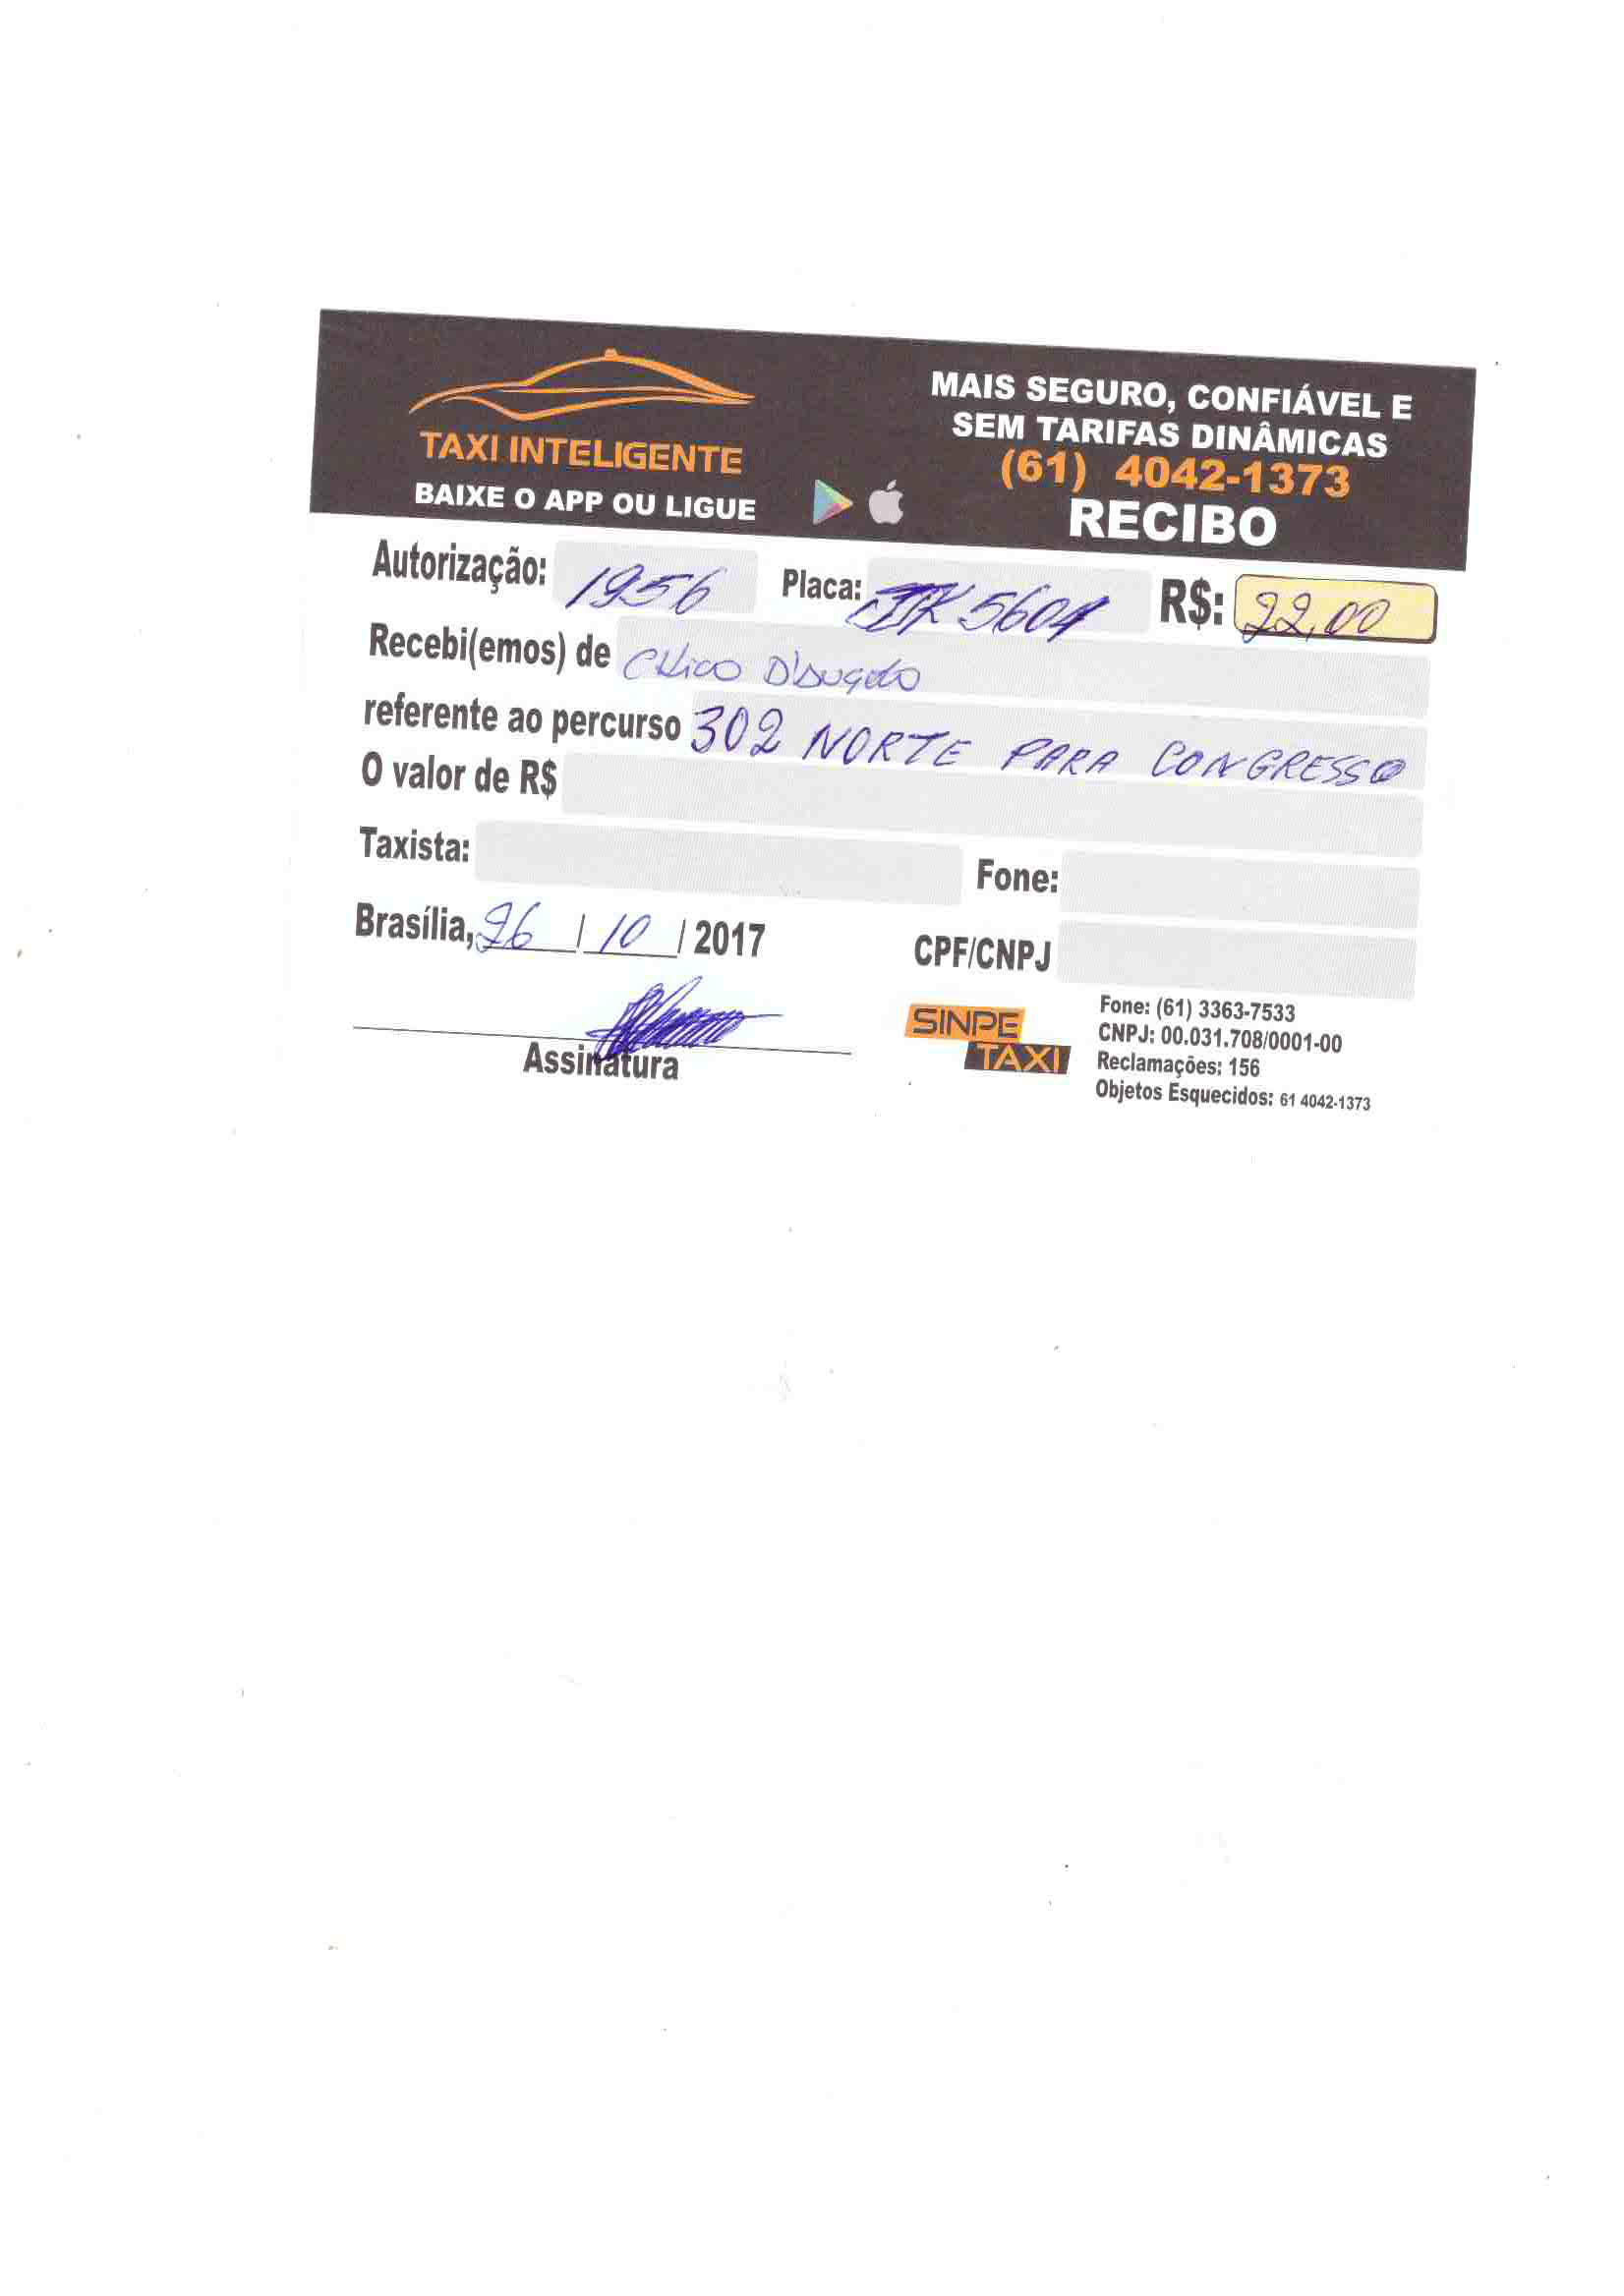 TAXI INTELIGENTE
BAIXE O APP OU LIGUE
MAIS SEGURO, CONFIÁVEL E
SEM TARIFAS DINÂMICAS
(61) 4042-1373
RECIBO
Autorização: 1956 Placa: 5601 R$: 22,00
Recebi(emos) de Chico D'Angelo
referente ao percurso 302 NORTE PARA CONGRESSO
O valor de R$
Taxista: Fone:
Brasília, 26 / 10 / 2017 CPF/CNPJ
Assinatura
SINPE
TAXI
Fone: (61) 3363-7533
CNPJ: 00.031.708/0001-00
Reclamações: 156
Objetos Esquecidos: 61 4042-1373